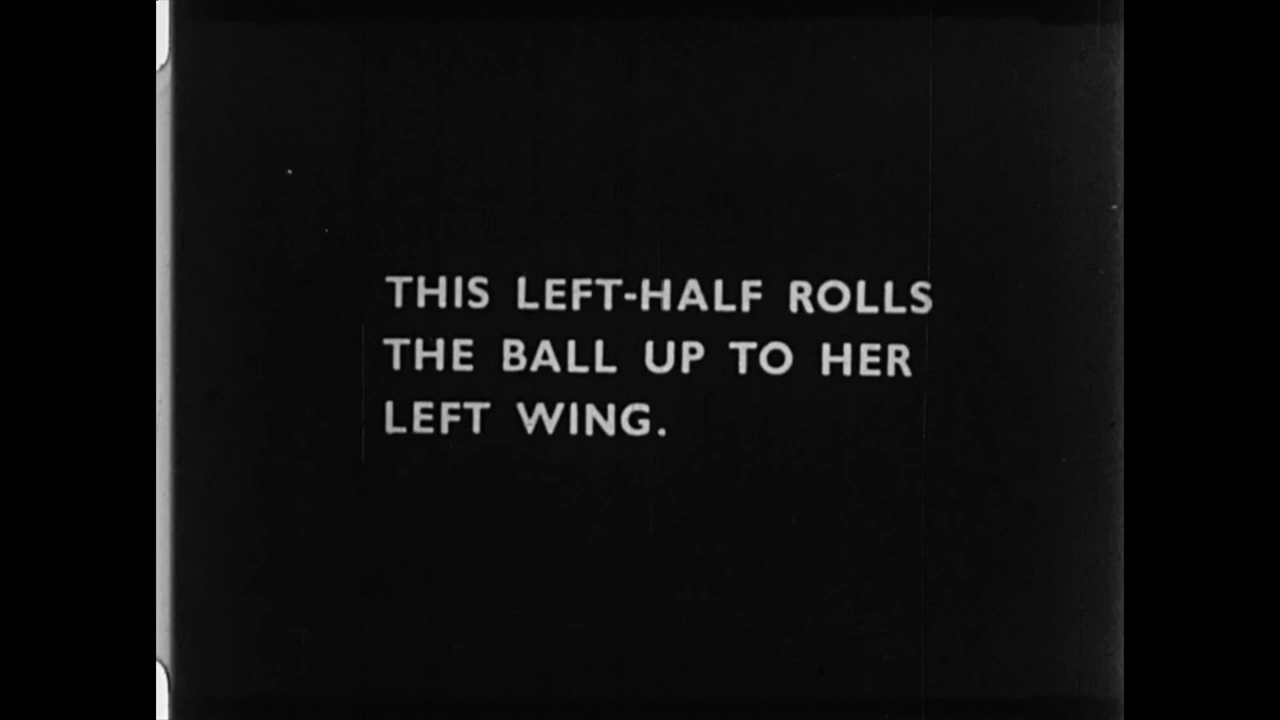 THIS LEFT-HALF ROLLS
THE BALL UP TO HER
LEFT WING.